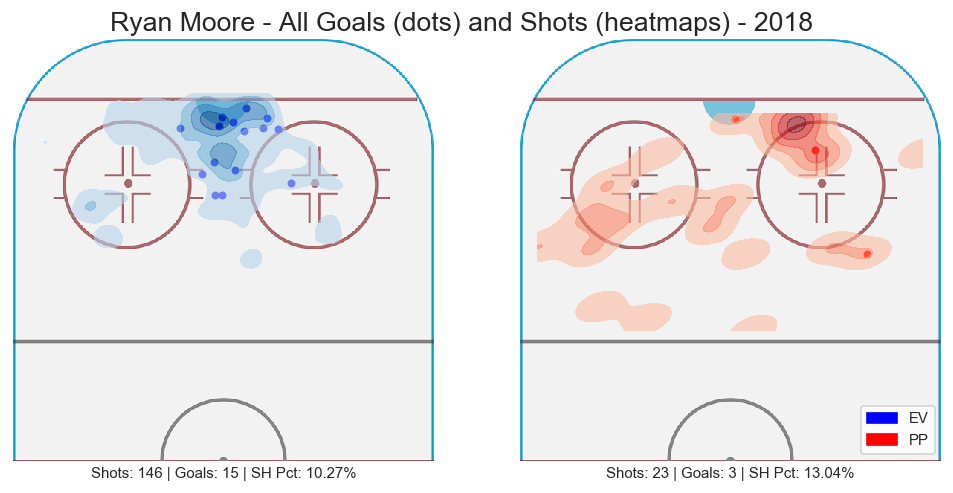 Ryan Moore - All Goals (dots) and Shots (heatmaps) - 2018
EV
PP
Shots: 146 | Goals: 15 | SH Pct: 10.27%
Shots: 23 | Goals: 3 | SH Pct: 13.04%